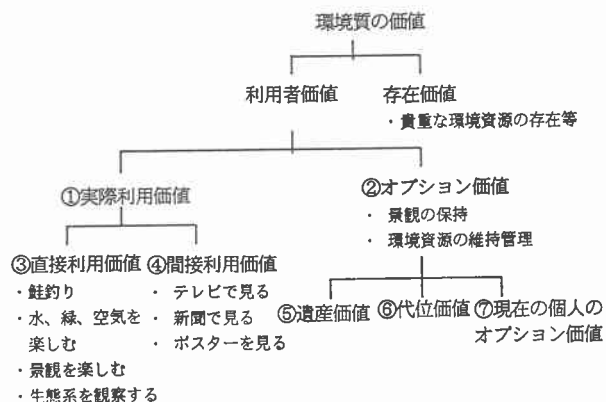 環境質の価値
利用者価値
存在価値
・貴重な環境資源の存在等
①実際利用価値
②オプション価値
・ 景観の保持
・ 環境資源の維持管理
③直接利用価値
・鮭釣り
・水、緑、空気を
楽しむ
・景観を楽しむ
・生態系を観察する
④間接利用価値
・ テレビで見る
・ 新聞で見る
・ ポスターを見る
⑤遺産価値
⑥代位価値
⑦現在の個人の
オプション価値